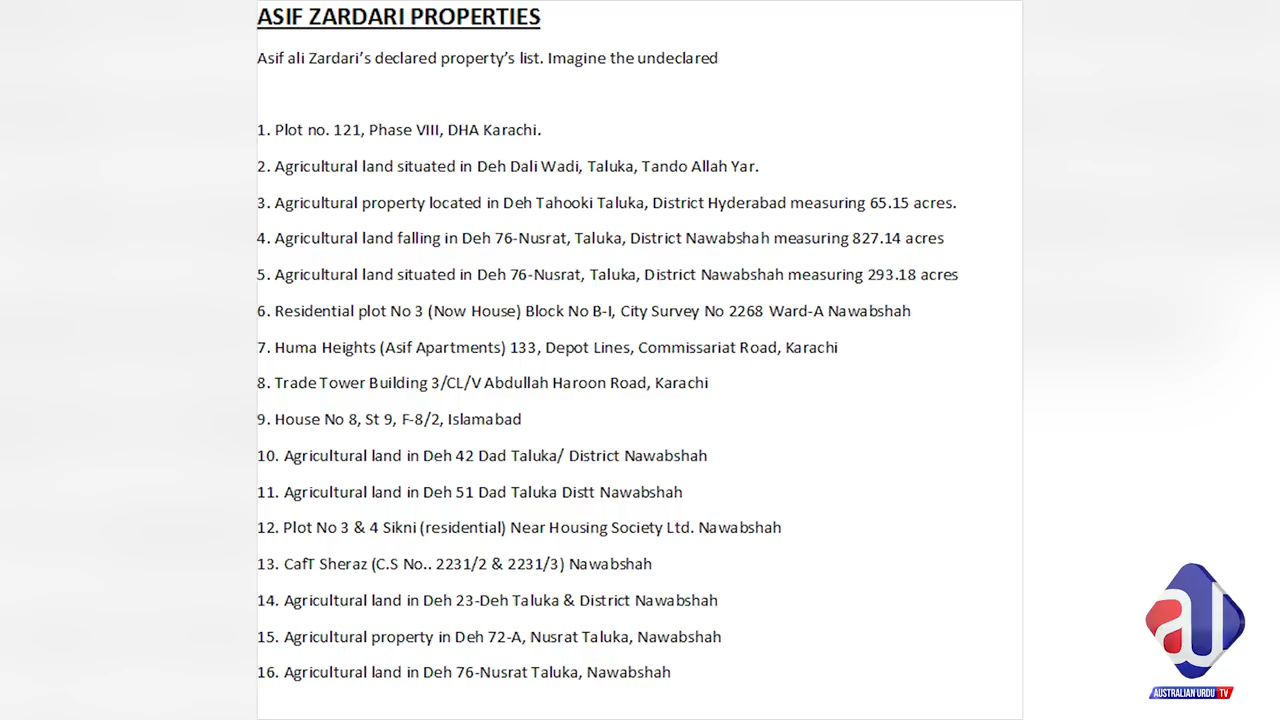 ASIF ZARDARI PROPERTIES
Asif ali Zardari’s declared property’s list. Imagine the undeclared
1. Plot no. 121, Phase VIII, DHA Karachi.
2. Agricultural land situated in Deh Dali Wadi, Taluka, Tando Allah Yar.
3. Agricultural property located in Deh Tahooki Taluka, District Hyderabad measuring 65.15 acres.
4. Agricultural land falling in Deh 76-Nusrat, Taluka, District Nawabshah measuring 827.14 acres
5. Agricultural land situated in Deh 76-Nusrat, Taluka, District Nawabshah measuring 293.18 acres
6. Residential plot No 3 (Now House) Block No B-I, City Survey No 2268 Ward-A Nawabshah
7. Huma Heights (Asif Apartments) 133, Depot Lines, Commissariat Road, Karachi
8. Trade Tower Building 3/CL/V Abdullah Haroon Road, Karachi
9. House No 8, St 9, F-8/2, Islamabad
10. Agricultural land in Deh 42 Dad Taluka/ District Nawabshah
11. Agricultural land in Deh 51 Dad Taluka Distt Nawabshah
12. Plot No 3 & 4 Sikni (residential) Near Housing Society Ltd. Nawabshah
13. CafT Sheraz (C.S No.. 2231/2 & 2231/3) Nawabshah
14. Agricultural land in Deh 23-Deh Taluka & District Nawabshah
15. Agricultural property in Deh 72-A, Nusrat Taluka, Nawabshah
16. Agricultural land in Deh 76-Nusrat Taluka, Nawabshah
aU
AUSTRALIAN URDU TV